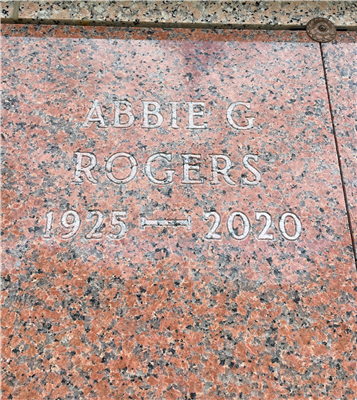 ABBIE G
ROGERS
1925 — 2020